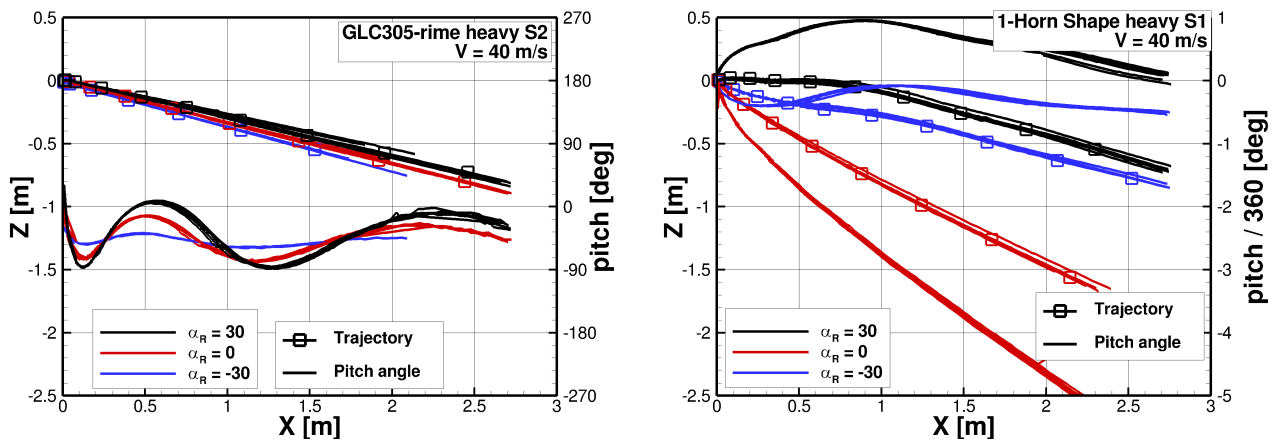 GLC305-rime heavy S2
V = 40 m/s
0.5
0
-0.5
-1
-1.5
-2
-2.5
Z [m]
270
180
90
0
-90
-180
-270
pitch [deg]
αR = 30
αR = 0
αR = -30
Trajectory
Pitch angle
0 0.5 1 1.5 2 2.5 3
X [m]
1-Horn Shape heavy S1
V = 40 m/s
0.5
0
-0.5
-1
-1.5
-2
-2.5
Z [m]
1
0
-1
-2
-3
-4
-5
pitch / 360 [deg]
Trajectory
Pitch angle
αR = 30
αR = 0
αR = -30
0 0.5 1 1.5 2 2.5 3
X [m]